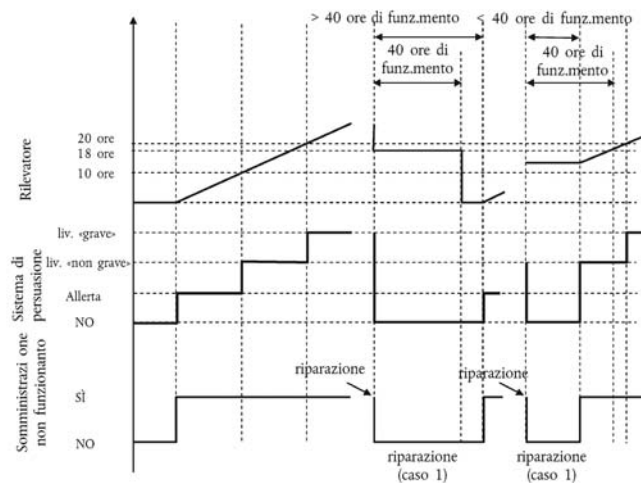 > 40 ore di funz.mento
< 40 ore di funz.mento
40 ore di
funz.mento
40 ore di
funz.mento
Rilevatore
20 ore
18 ore
10 ore
Sistema di
persuasione
liv. «grave»
liv. «non grave»
Allerta
NO
Somministrazi one
non funzionanto
SÌ
NO
riparazione
riparazione
riparazione
(caso 1)
riparazione
(caso 1)